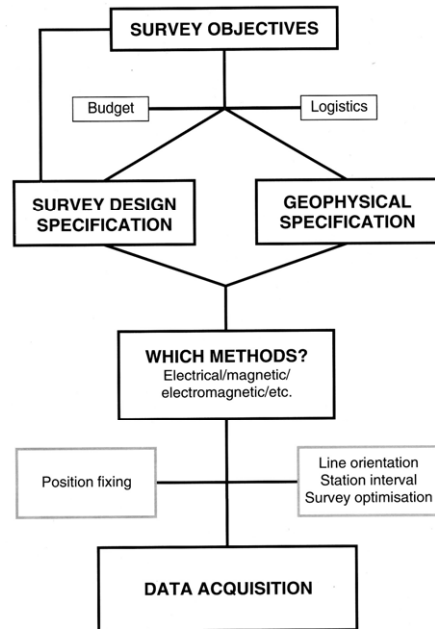 SURVEY OBJECTIVES
Budget
Logistics
SURVEY DESIGN
SPECIFICATION
GEOPHYSICAL
SPECIFICATION
WHICH METHODS?
Electrical/magnetic/
electromagnetic/etc.
Position fixing
Line orientation
Station interval
Survey optimisation
DATA ACQUISITION